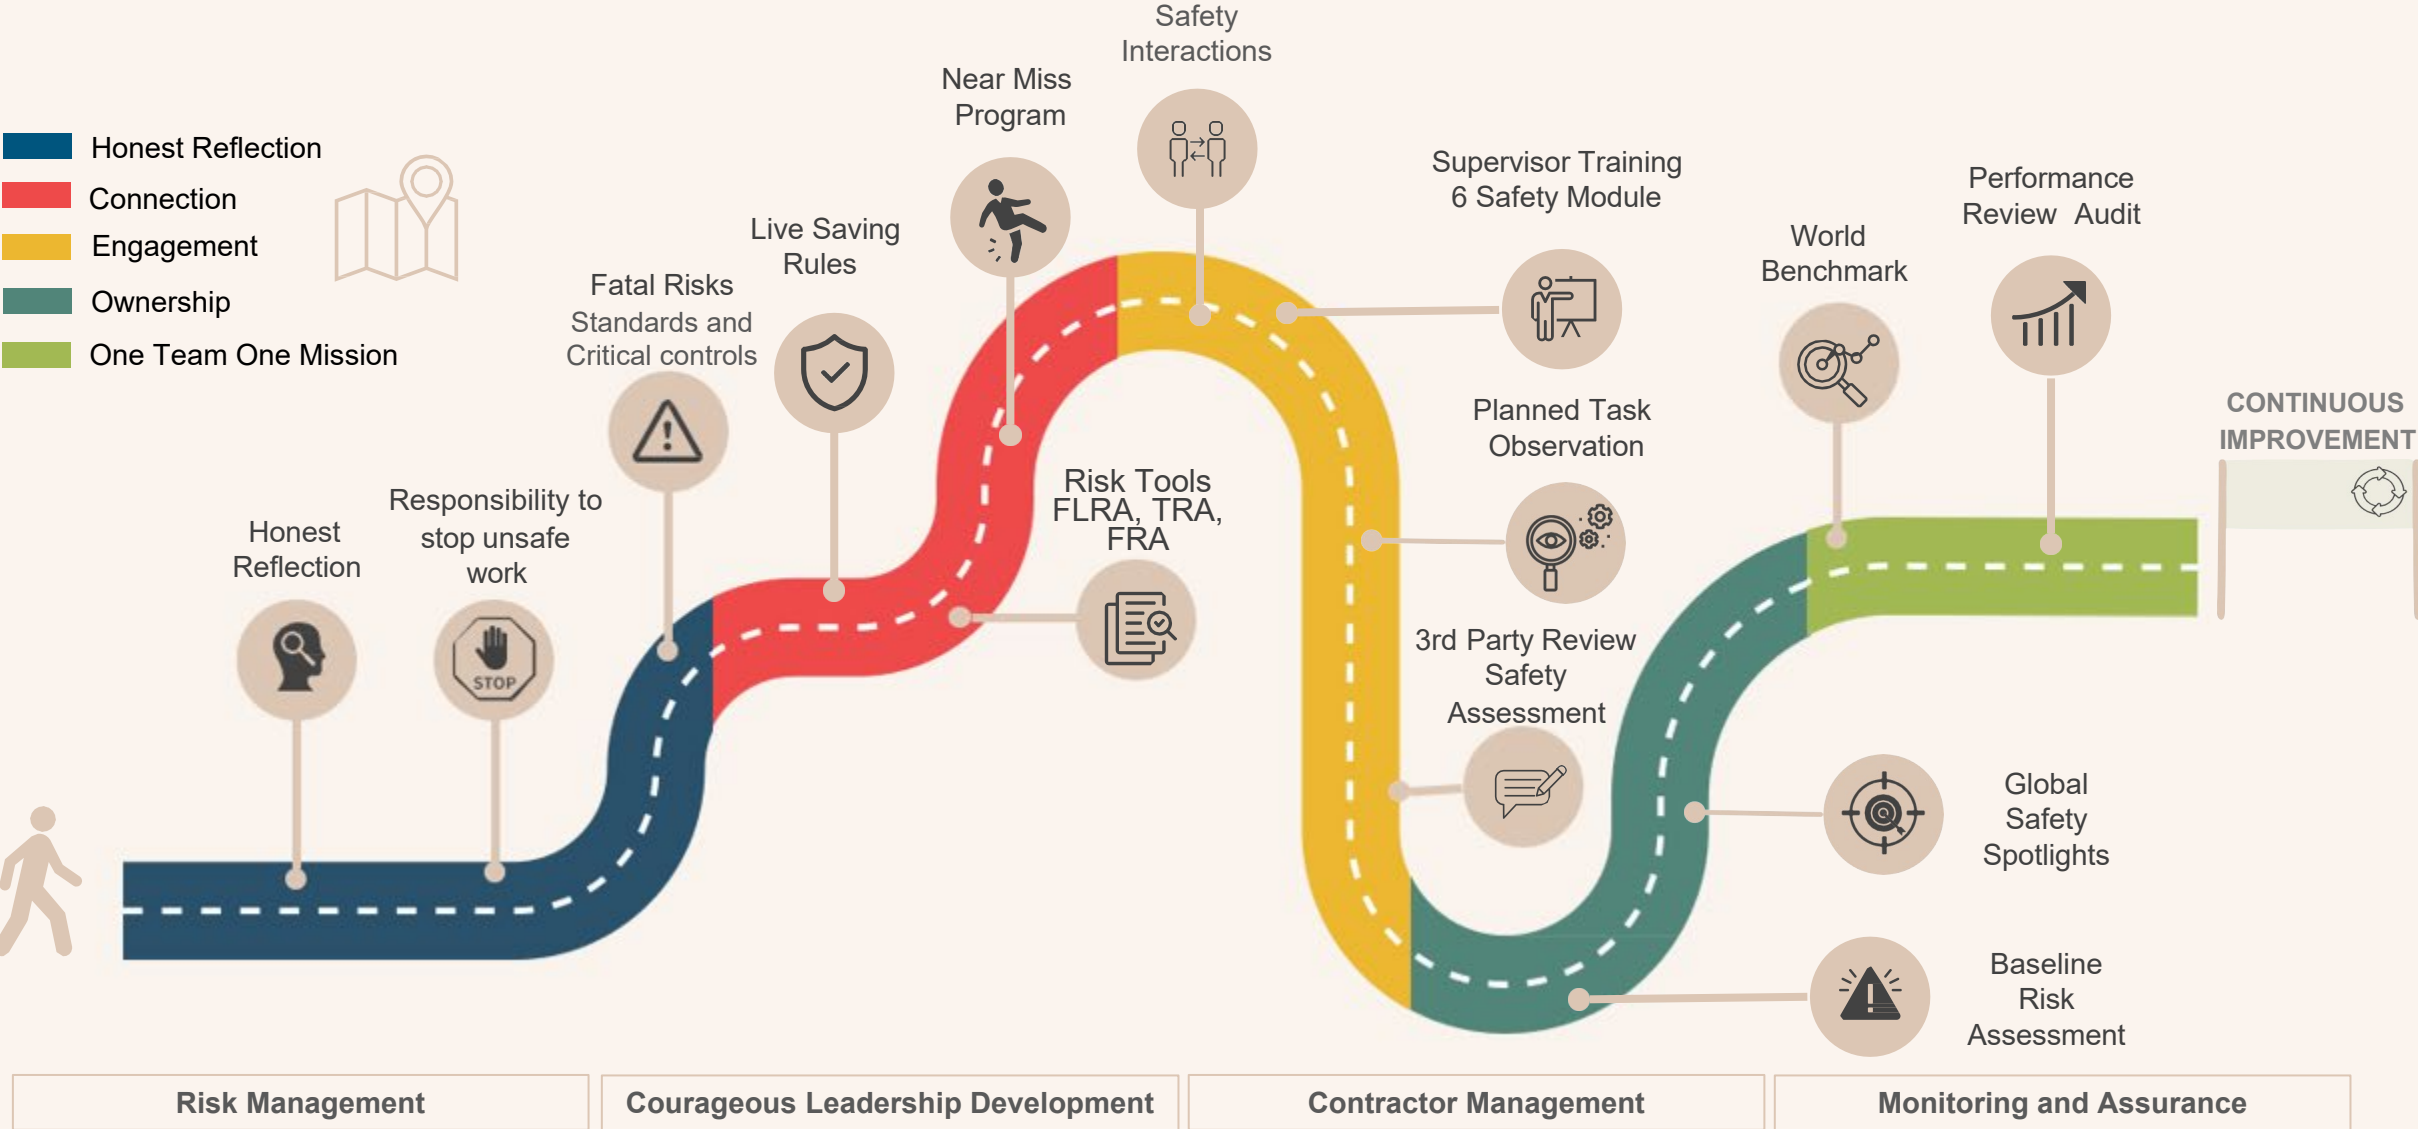 Honest Reflection
Connection
Engagement
Ownership
One Team One Mission
Honest
Reflection
Responsibility to
stop unsafe
work
STOP
Fatal Risks
Standards and
Critical controls
Live Saving
Rules
Near Miss
Program
Risk Tools
FLRA, TRA,
FRA
Safety
Interactions
Supervisor Training
6 Safety Module
Planned Task
Observation
3rd Party Review
Safety
Assessment
Baseline
Risk
Assessment
Global
Safety
Spotlights
World
Benchmark
Performance
Review Audit
CONTINUOUS
IMPROVEMENT
Risk Management
Courageous Leadership Development
Contractor Management
Monitoring and Assurance